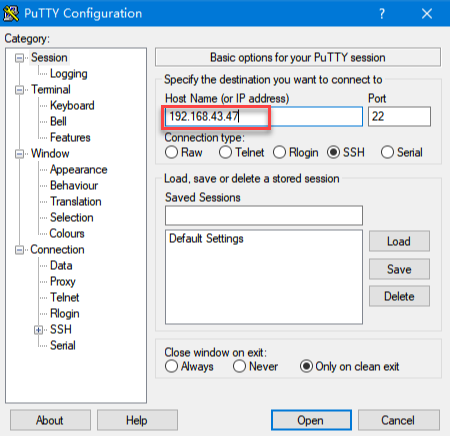 PuTTY Configuration
Category:
Session
Logging
Terminal
Keyboard
Bell
Features
Window
Appearance
Behaviour
Translation
Selection
Colours
Connection
Data
Proxy
Telnet
Rlogin
SSH
Serial
Basic options for your PuTTY session
Specify the destination you want to connect to
Host Name (or IP address) Port
192.168.43.47 22
Connection type:
Raw Telnet Rlogin SSH Serial
Load, save or delete a stored session
Saved Sessions
Default Settings
Load
Save
Delete
Close window on exit:
Always Never Only on clean exit
About Help Open Cancel